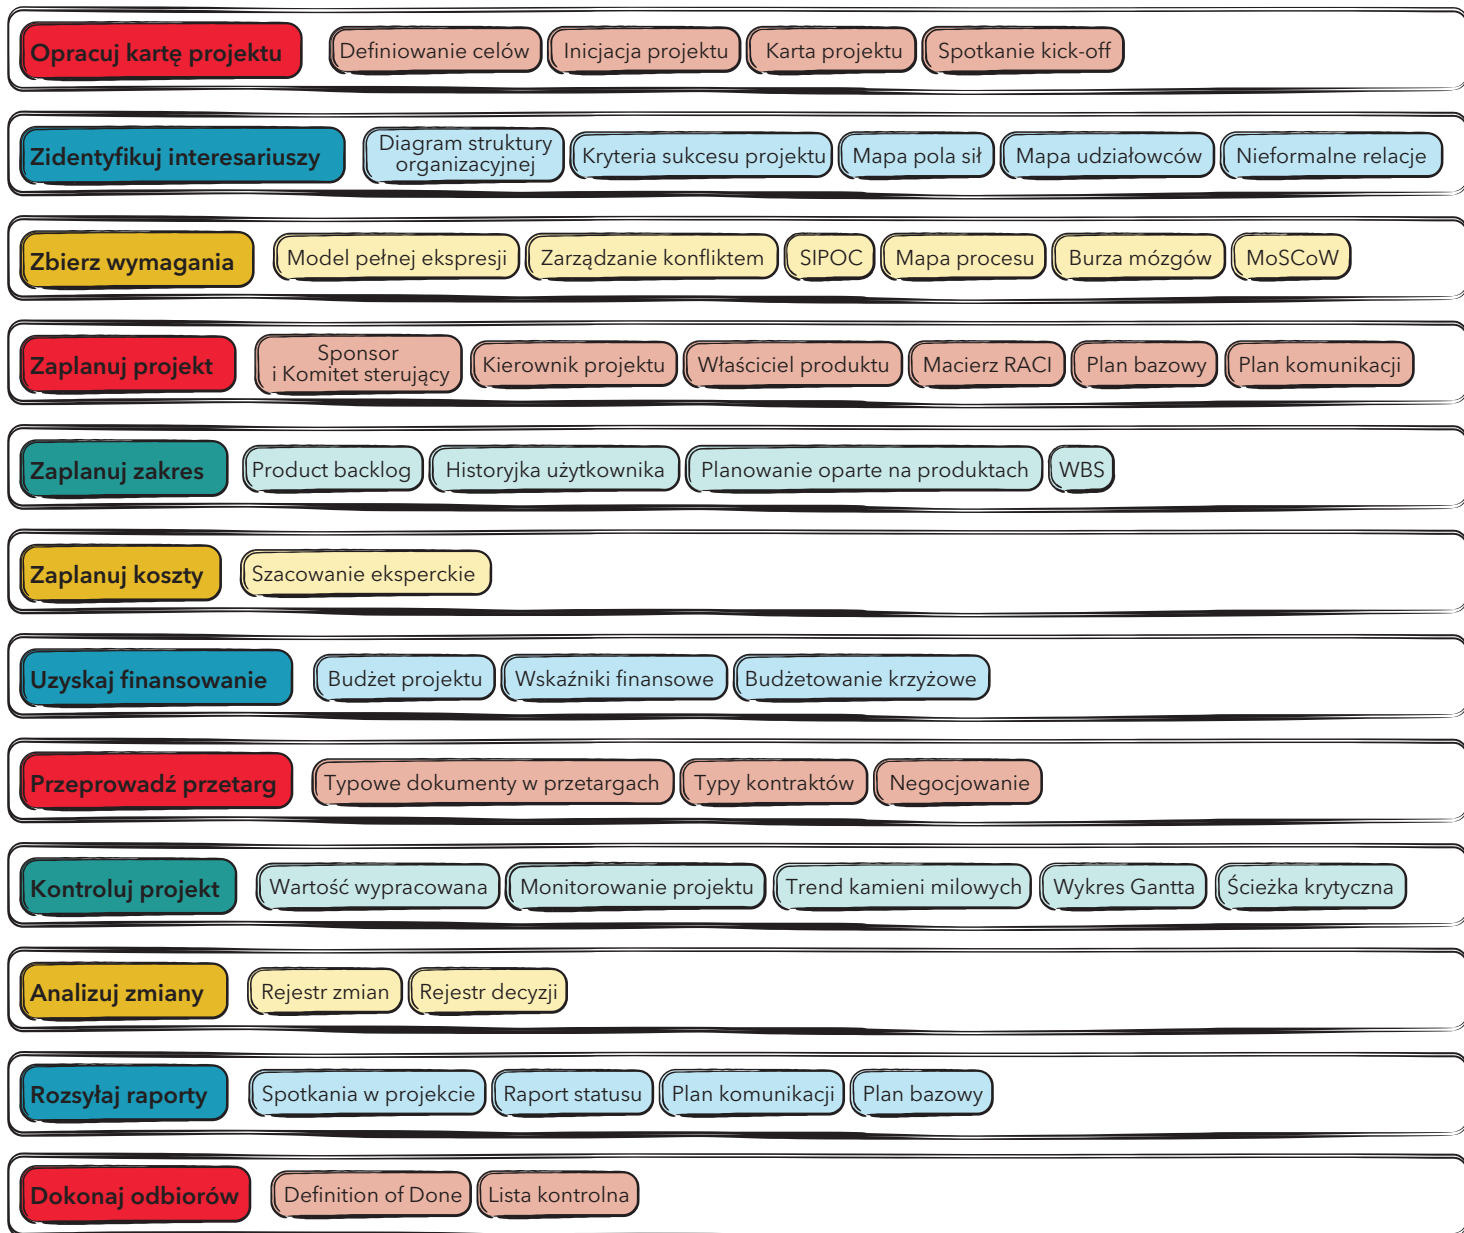 Opracuj kartę projektu Definiowanie celów Inicjacja projektu Karta projektu Spotkanie kick-off
Zidentyfikuj interesariuszy Diagram struktury organizacyjnej Kryteria sukcesu projektu Mapa pola sił Mapa udziałowców Nieformalne relacje
Zbierz wymagania Model pełnej ekspresji Zarządzanie konfliktem SIPOC Mapa procesu Burza mózgów MoSCoW
Zaplanuj projekt Sponsor i Komitet sterujący Kierownik projektu Właściciel produktu Macierz RACI Plan bazowy Plan komunikacji
Zaplanuj zakres Product backlog Historyjka użytkownika Planowanie oparte na produktach WBS
Zaplanuj koszty Szacowanie eksperckie
Uzyskaj finansowanie Budżet projektu Wskaźniki finansowe Budżetowanie krzyżowe
Przeprowadź przetarg Typowe dokumenty w przetargach Typy kontraktów Negocjowanie
Kontroluj projekt Wartość wypracowana Monitorowanie projektu Trend kamieni milowych Wykres Gantta Ścieżka krytyczna
Analizuj zmiany Rejestr zmian Rejestr decyzji
Rozsyłaj raporty Spotkania w projekcie Raport statusu Plan komunikacji Plan bazowy
Dokonaj odbiorów Definition of Done Lista kontrolna